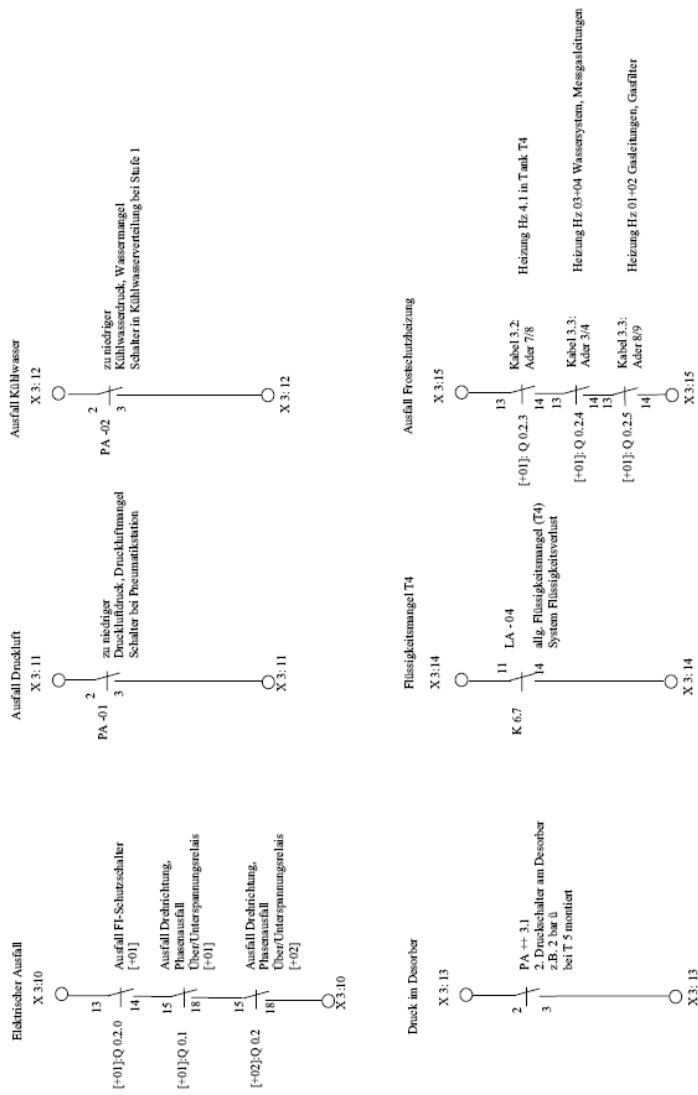 Elektrischer Ausfall
X 3:10
13
[+01]:Q 0.2.0
14
Ausfall FI-Schutzschalter
[+01]
15
[+01]:Q 0.1
18
Ausfall Drehrichtung,
Phasenausfall
Über/Unterspannungsrelais
[+01]
15
[+02]:Q 0.2
18
Ausfall Drehrichtung,
Phasenausfall
Über/Unterspannungsrelais
[+02]
X 3:10
Ausfall Druckluft
X 3: 11
2
PA -01
3
zu niedriger
Druckluftdruck, Druckluftmangel
Schalter bei Pneumatikstation
X 3: 11
Ausfall Kühlwasser
X 3: 12
2
PA -02
3
zu niedriger
Kühlwasserdruck, Wassermangel
Schalter in Kühlwasserverteilung bei Stufe 1
X 3: 12
Druck im Desorber
X 3: 13
2
3
PA ++ 3.1
2. Druckschalter am Desorber
z.B. 2 bar ü
bei T 5 montiert
X 3: 13
Flüssigkeitsmangel T4
X3:14
11
LA - 04
K 6.7
14
allg. Flüssigkeitsmangel (T4)
System Flüssigkeitsverlust
X 3: 14
Ausfall Frostschutzheizung
X 3:15
13
[+01]: Q 0.2.3
14
Kabel 3.2:
Ader 7/8
Heizung Hz 4.1 in Tank T4
13
[+01]: Q 0.2.4
14
Kabel 3.3:
Ader 3/4
Heizung Hz 03+04 Wassersystem, Messgasleitungen
13
[+01]: Q 0.2.5
14
Kabel 3.3:
Ader 8/9
Heizung Hz 01+02 Gasleitungen, Gasfilter
X 3:15